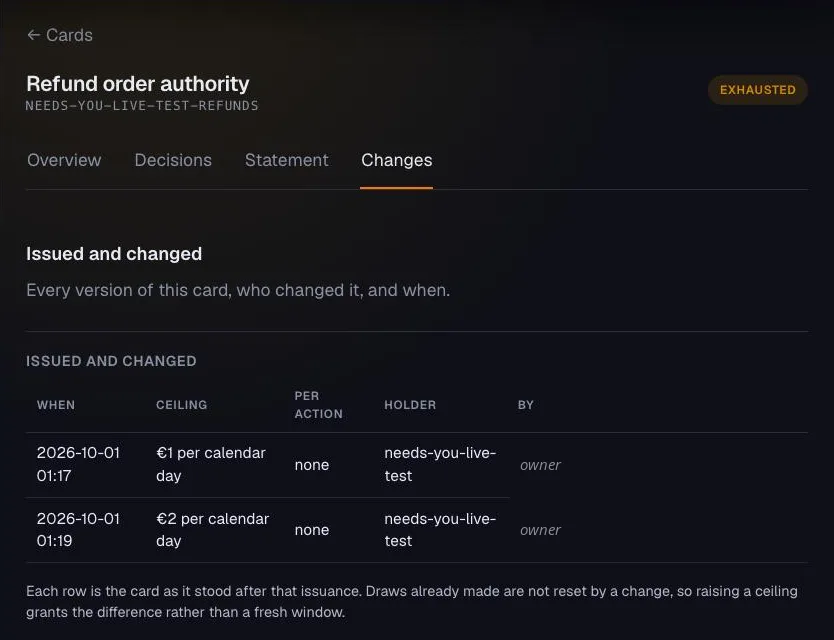 ← Cards
Refund order authority
NEEDS-YOU-LIVE-TEST-REFUNDS
EXHAUSTED
Overview Decisions Statement Changes
Issued and changed
Every version of this card, who changed it, and when.
ISSUED AND CHANGED
WHEN CEILING PER ACTION HOLDER BY
2026-10-01 01:17 €1 per calendar day none needs-you-live-test owner
2026-10-01 01:19 €2 per calendar day none needs-you-live-test owner
Each row is the card as it stood after that issuance. Draws already made are not reset by a change, so raising a ceiling
grants the difference rather than a fresh window.